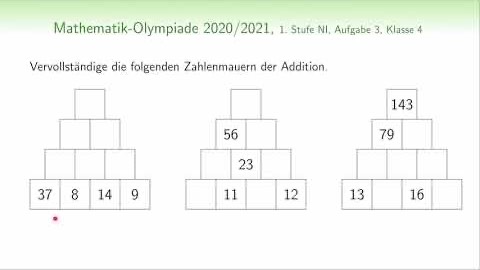 Mathematik-Olympiade 2020/2021, 1. Stufe NI, Aufgabe 3, Klasse 4
Vervollständige die folgenden Zahlenmauern der Addition.
143
56 79
23
37 8 14 9 11 12 13 16